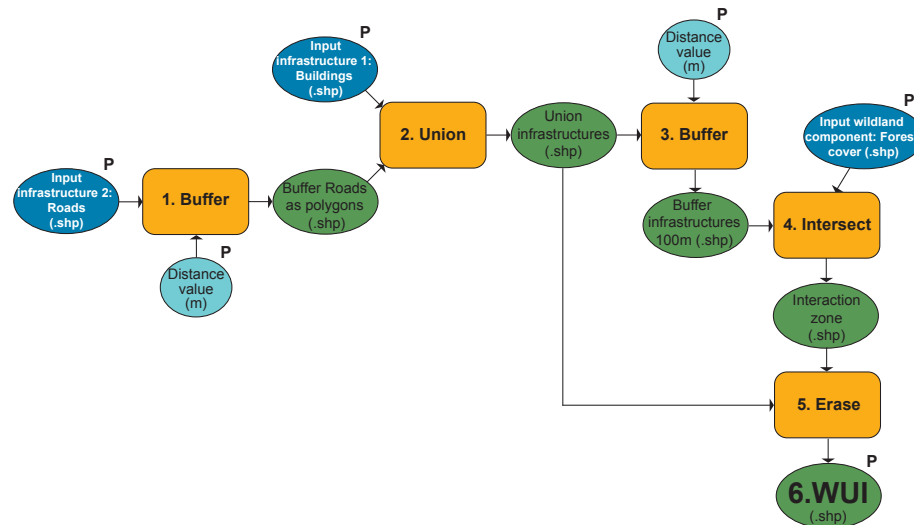 P
Input
infrastructure 1:
Buildings
(.shp)
P
Distance
value
(m)
2. Union
Union
infrastructures
(.shp)
3. Buffer
P
Input wildland
component: Fores
cover (.shp)
P
Input
infrastructure 2:
Roads
(.shp)
1. Buffer
Buffer Roads
as polygons
(.shp)
P
Distance
value
(m)
Buffer
infrastructures
100m (.shp)
4. Intersect
Interaction
zone
(.shp)
5. Erase
P
6.WUI
(.shp)